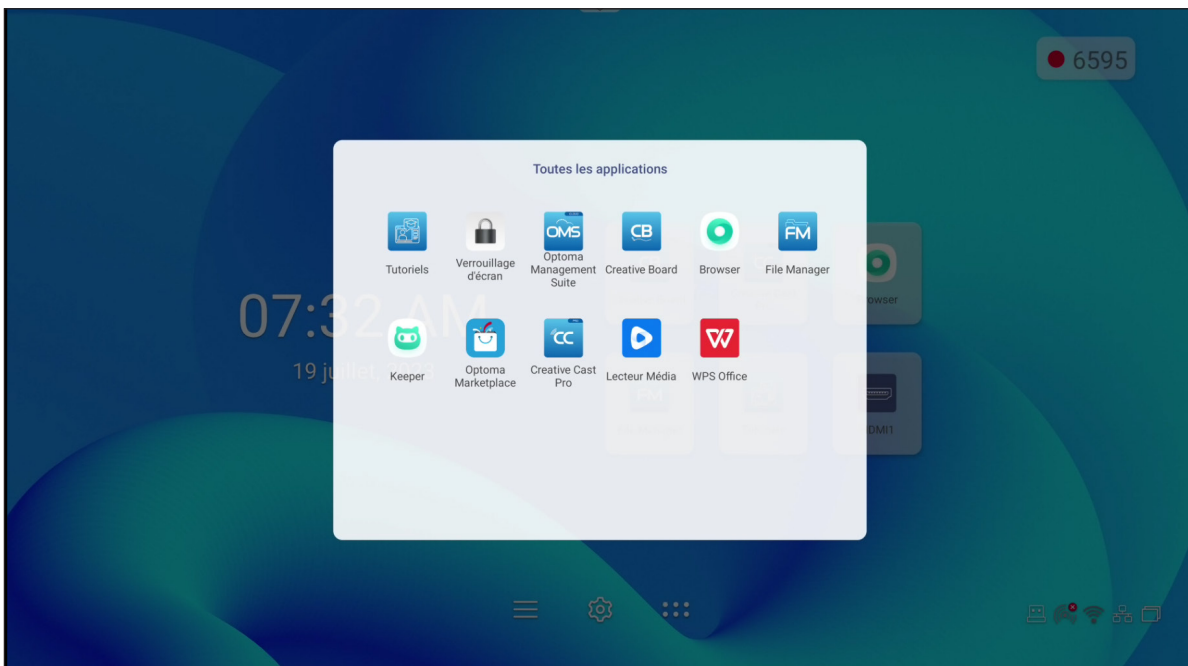 6595
Toutes les applications
OMS
CB
FM
Tutoriels
Verrouillage
d'écran
Optoma
Management
Suite
Creative Board
Browser
File Manager
07:32 AM
19 juillet
CC
W
Keeper
Optoma
Marketplace
Creative Cast
Pro
Lecteur Média
WPS Office
HDMI1